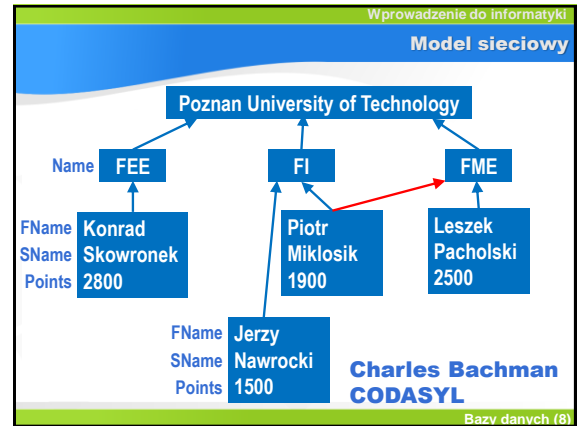 Wprowadzenie do informatyki
Model sieciowy
Poznan University of Technology
Name FEE FI FME
FName Konrad
SName Skowronek
Points 2800
Piotr
Miklosik
1900
Leszek
Pacholski
2500
FName Jerzy
SName Nawrocki
Points 1500
Charles Bachman
CODASYL
Bazy danych (8)